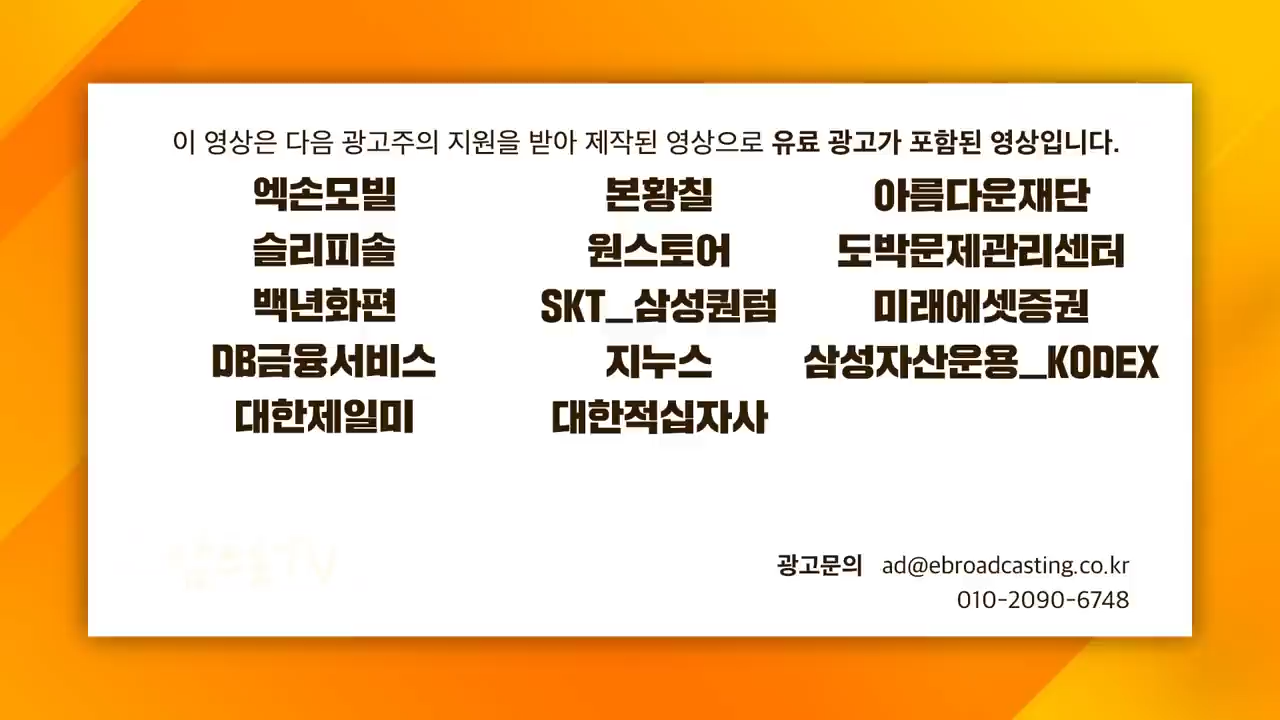 이 영상은 다음 광고주의 지원을 받아 제작된 영상으로 유료 광고가 포함된 영상입니다.
엑손모빌 본황칠 아름다운재단
슬리피솔 원스토어 도박문제관리센터
백년화편 SKT_삼성퀀텀 미래에셋증권
DB금융서비스 지누스 삼성자산운용_KODEX
대한제일미 대한적십자사
광고문의 ad@ebroadcasting.co.kr
010-2090-6748